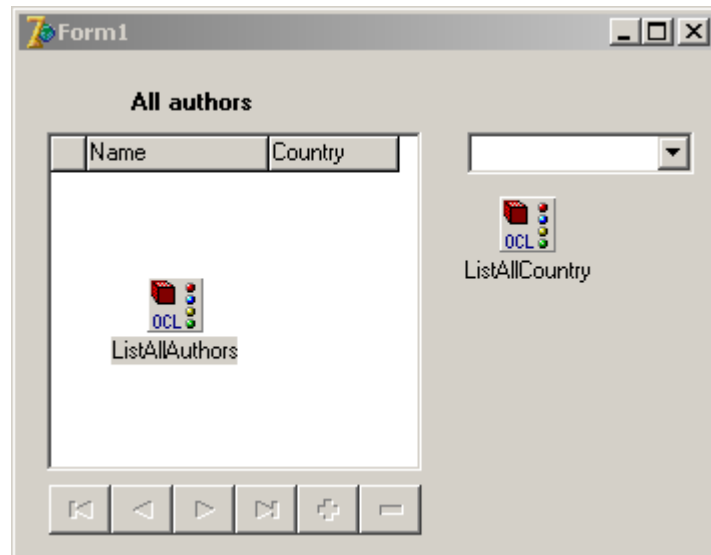 Form1
All authors
Name Country
OCL
ListAllCountry
OCL
ListAllAuthors